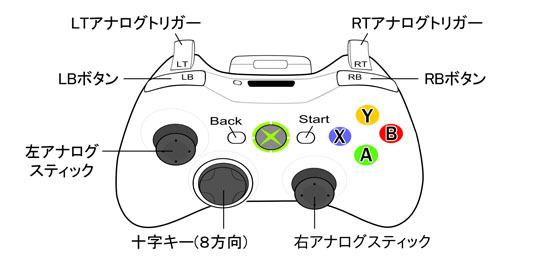 LTアナログトリガー
RTアナログトリガー
LT
RT
LBボタン
LB
RB
RBボタン
Back
Start
Y
X
B
A
左アナログ
スティック
十字キー(8方向)
右アナログスティック